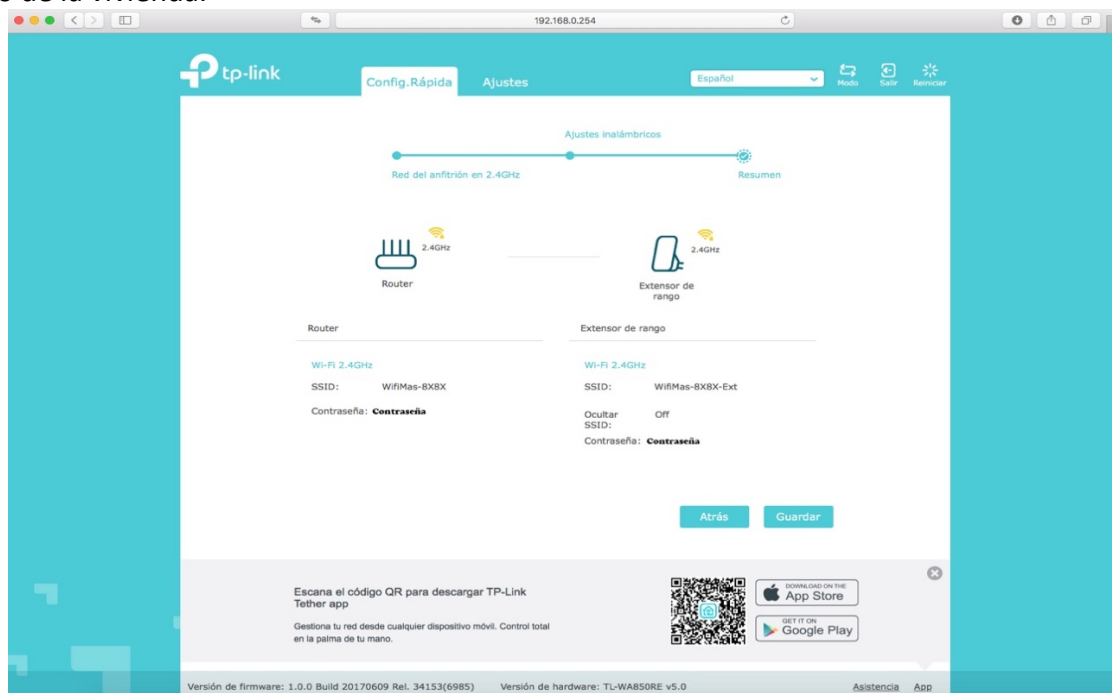 de la vivienda.
192.168.0.254
tp-link
Config.Rápida
Ajustes
Español
Modo
Salir
Reiniciar
Ajustes inalámbricos
Red del anfitrión en 2.4GHz
Resumen
2.4GHz
2.4GHz
Router
Extensor de
rango
Router
Extensor de rango
Wi-Fi 2.4GHz
SSID: WifiMas-8X8X
Contraseña: Contraseña
Wi-Fi 2.4GHz
SSID: WifiMas-8X8X-Ext
Ocultar Off
SSID:
Contraseña: Contraseña
Atrás
Guardar
Escana el código QR para descargar TP-Link
Tether app
Gestiona tu red desde cualquier dispositivo móvil. Control total
en la palma de tu mano.
DOWNLOAD ON THE
App Store
GET IT ON
Google Play
Versión de firmware: 1.0.0 Build 20170609 Rel. 34153(6985) Versión de hardware: TL-WA850RE v5.0 Asistencia App